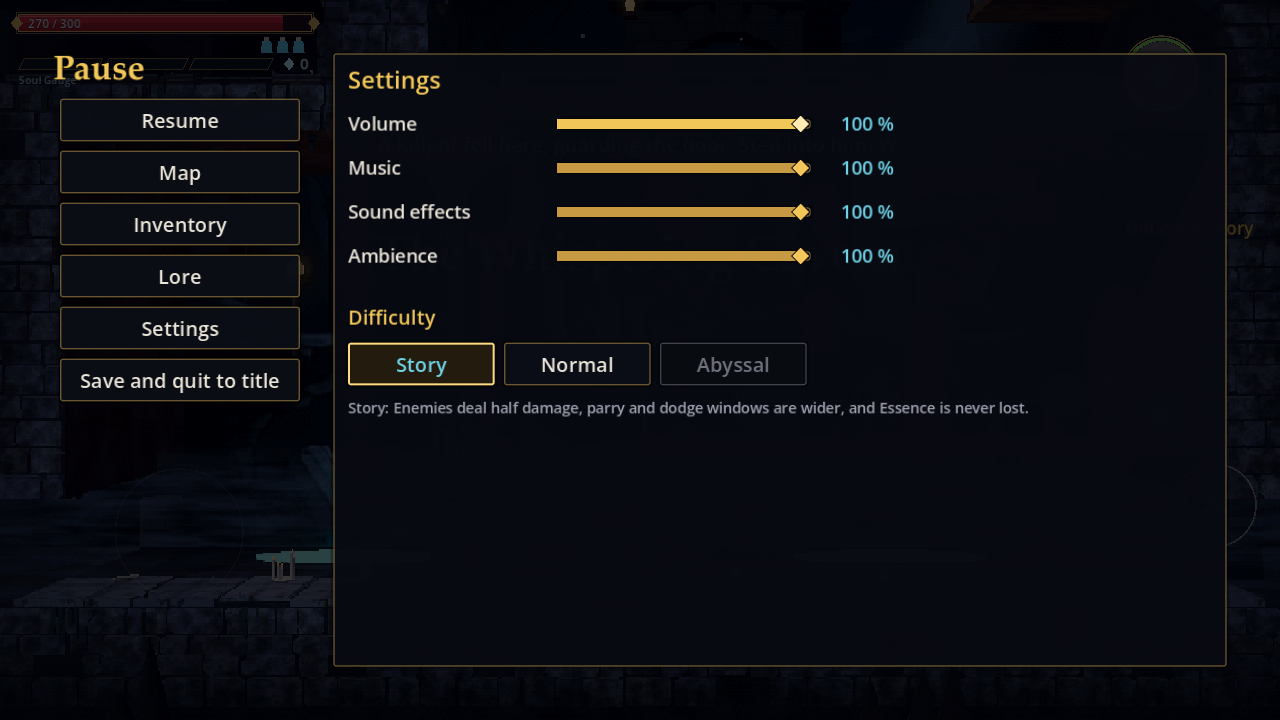 270 / 300
0
Pause
Soul Gauge
Resume
Map
Inventory
Lore
Settings
Save and quit to title
Settings
Volume 100 %
Music 100 %
Sound effects 100 %
Ambience 100 %
Difficulty
Story Normal Abyssal
Story: Enemies deal half damage, parry and dodge windows are wider, and Essence is never lost.